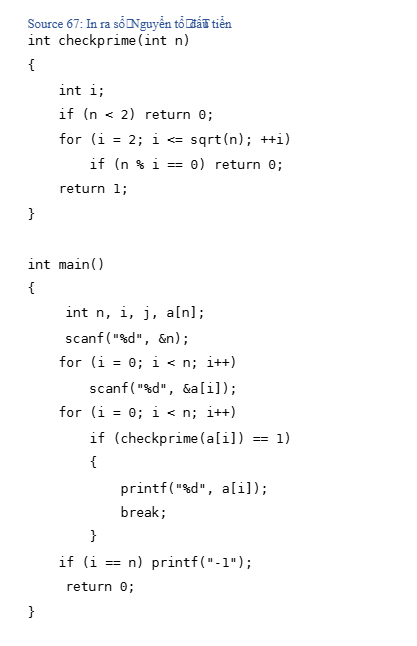 Source 67: In ra số Nguyên tố đầu tiên
int checkprime(int n)
{
    int i;
    if (n < 2) return 0;
    for (i = 2; i <= sqrt(n); ++i)
        if (n % i == 0) return 0;
    return 1;
}
int main()
{
     int n, i, j, a[n];
     scanf("%d", &n);
    for (i = 0; i < n; i++)
        scanf("%d", &a[i]);
    for (i = 0; i < n; i++)
        if (checkprime(a[i]) == 1)
        {
            printf("%d", a[i]);
            break;
        }
    if (i == n) printf("-1");
     return 0;
}